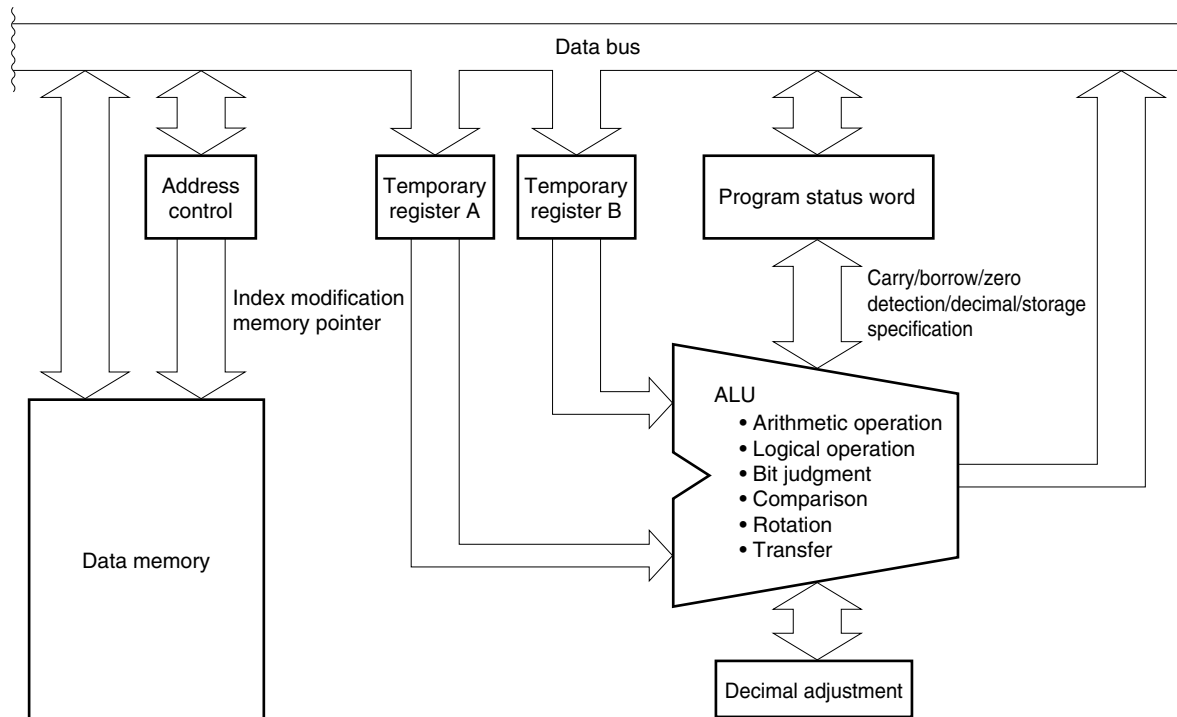 Data bus
Address
control
Temporary
register A
Temporary
register B
Program status word
Index modification
memory pointer
Carry/borrow/zero
detection/decimal/storage
specification
ALU
• Arithmetic operation
• Logical operation
• Bit judgment
• Comparison
• Rotation
• Transfer
Data memory
Decimal adjustment